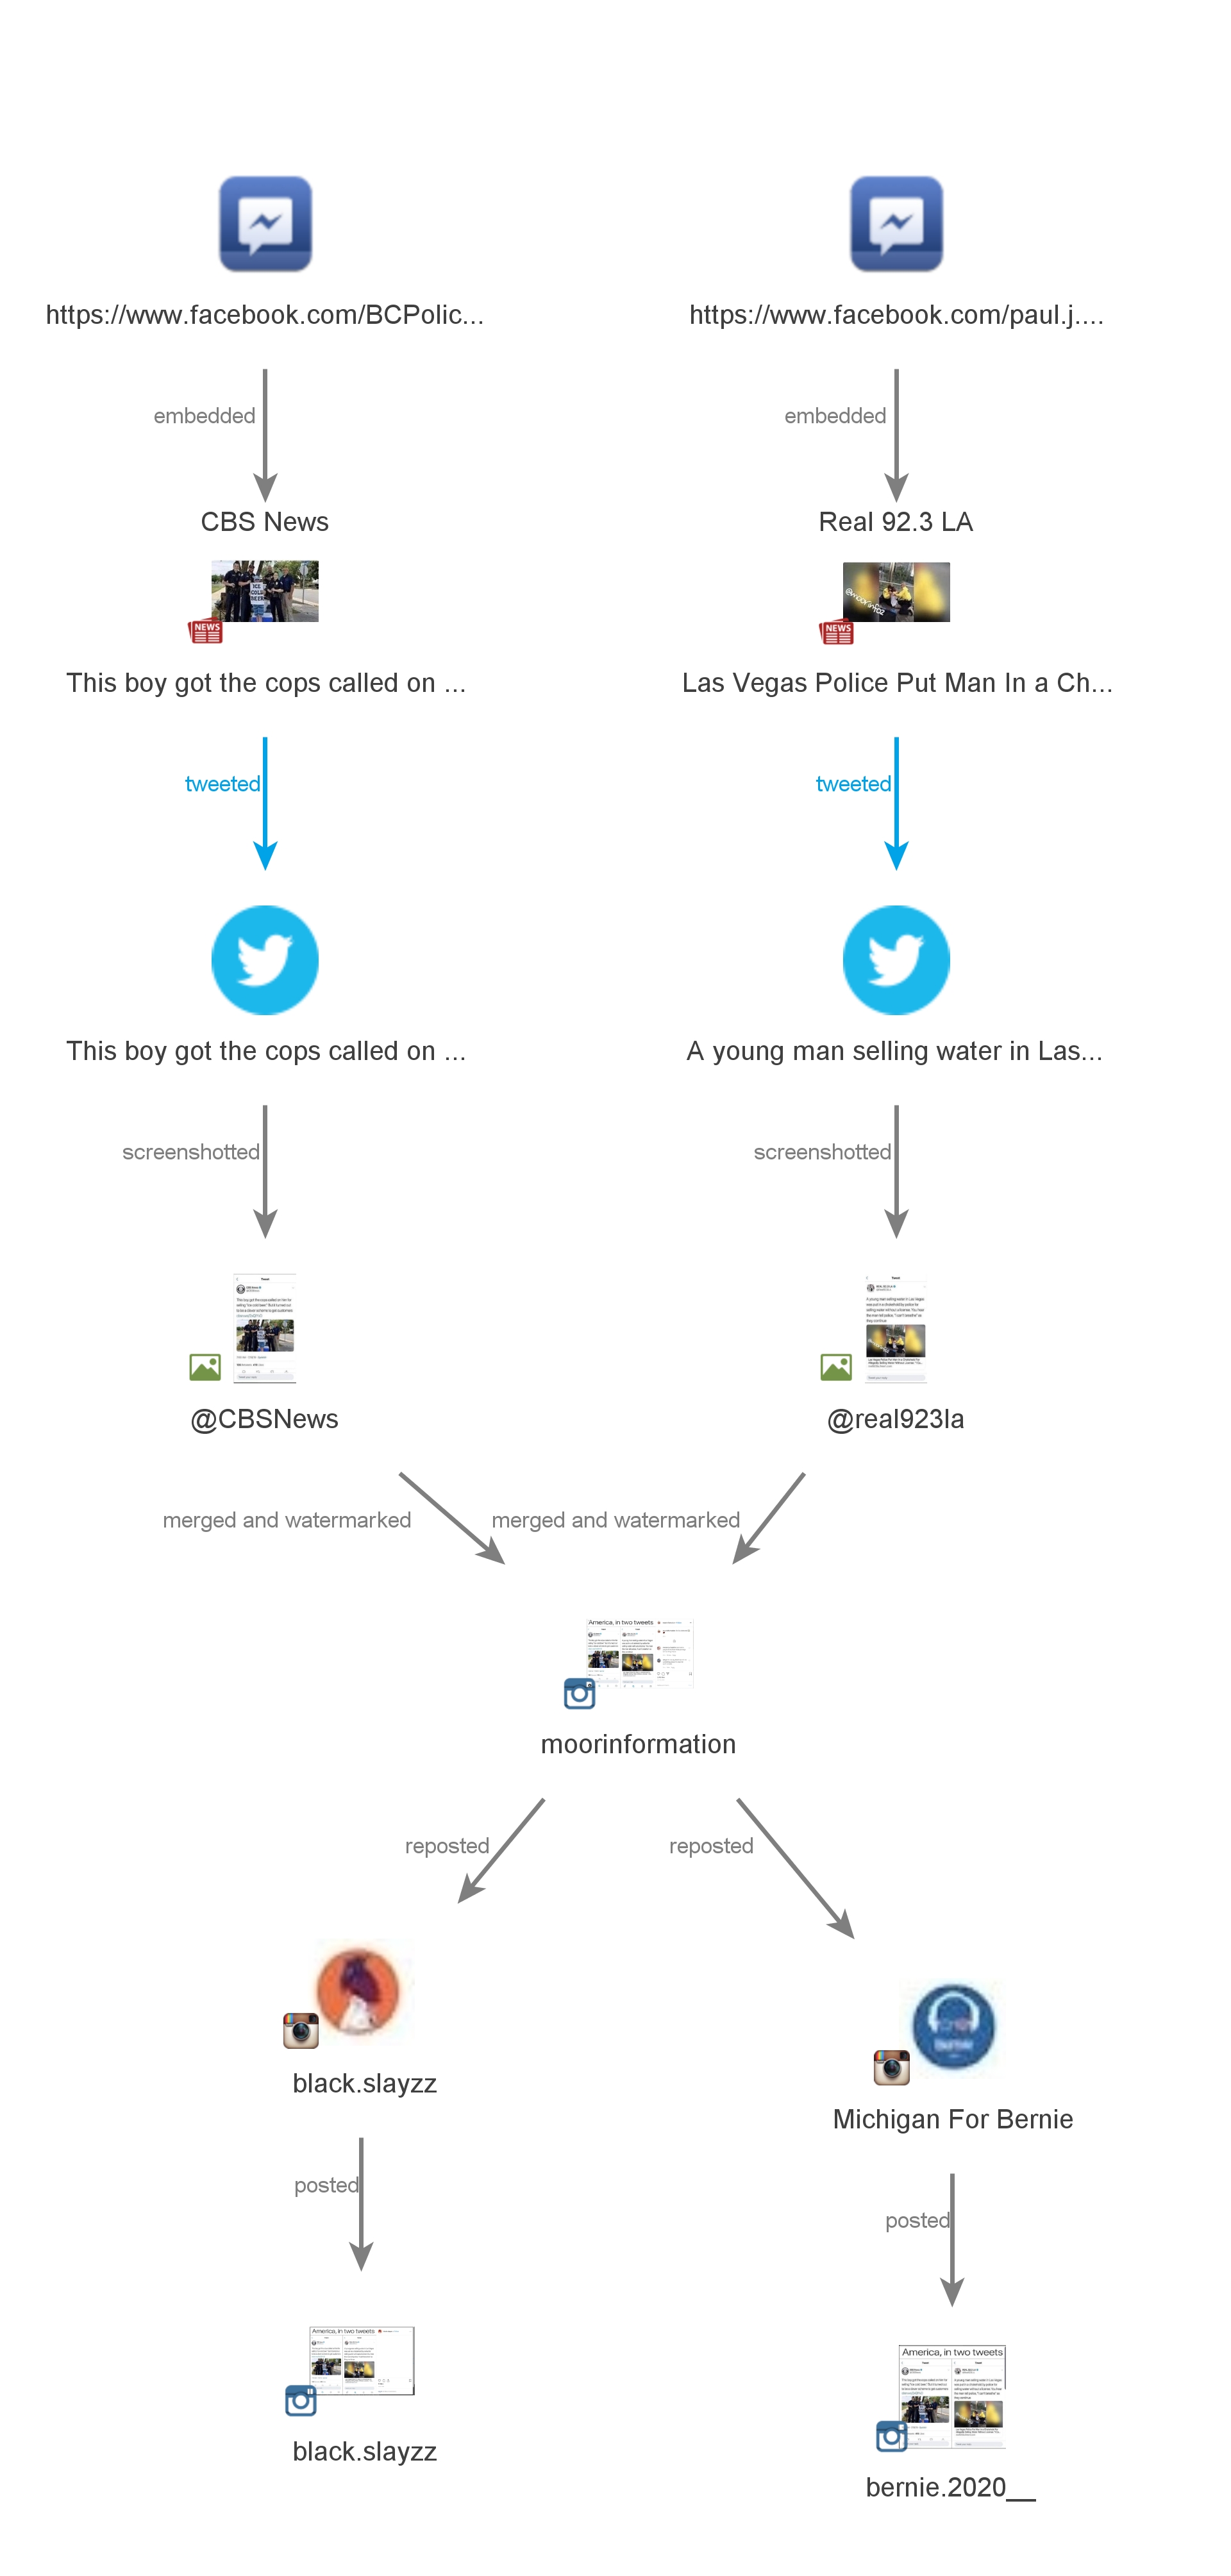 https://www.facebook.com/BCPolic...
https://www.facebook.com/paul.j....
embedded
embedded
CBS News
Real 92.3 LA
NEWS
NEWS
This boy got the cops called on ...
Las Vegas Police Put Man In a Ch...
tweeted
tweeted
This boy got the cops called on ...
A young man selling water in Las...
screenshotted
screenshotted
@CBSNews
@real923la
merged and watermarked
merged and watermarked
America, in two tweets
moorinformation
reposted
reposted
black.slayzz
Michigan For Bernie
posted
posted
America, in two tweets
black.slayzz
America, in two tweets
bernie.2020__